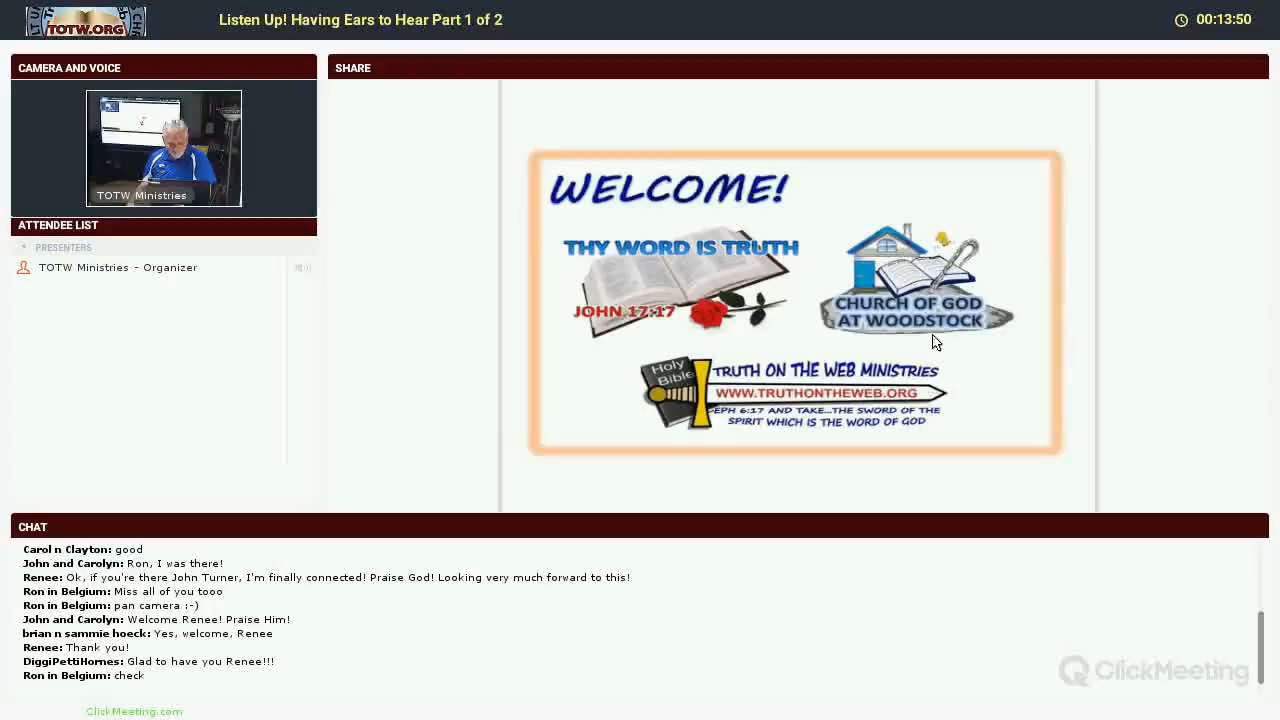 TOTW.ORG
Listen Up! Having Ears to Hear Part 1 of 2
00:13:50
CAMERA AND VOICE
TOTW Ministries
ATTENDEE LIST
PRESENTERS
TOTW Ministries - Organizer
SHARE
WELCOME!
THY WORD IS TRUTH
JOHN 17:17
CHURCH OF GOD
AT WOODSTOCK
Holy
Bible
TRUTH ON THE WEB MINISTRIES
WWW.TRUTHONTHEWEB.ORG
EPH 6:17 AND TAKE...THE SWORD OF THE
SPIRIT WHICH IS THE WORD OF GOD
CHAT
Carol n Clayton: good
John and Carolyn: Ron, I was there!
Renee: Ok, if you're there John Turner, I'm finally connected! Praise God! Looking very much forward to this!
Ron in Belgium: Miss all of you tooo
Ron in Belgium: pan camera :-)
John and Carolyn: Welcome Renee! Praise Him!
brian n sammie hoeck: Yes, welcome, Renee
Renee: Thank you!
DiggiPettiHornes: Glad to have you Renee!!!
Ron in Belgium: check
ClickMeeting
ClickMeeting.com